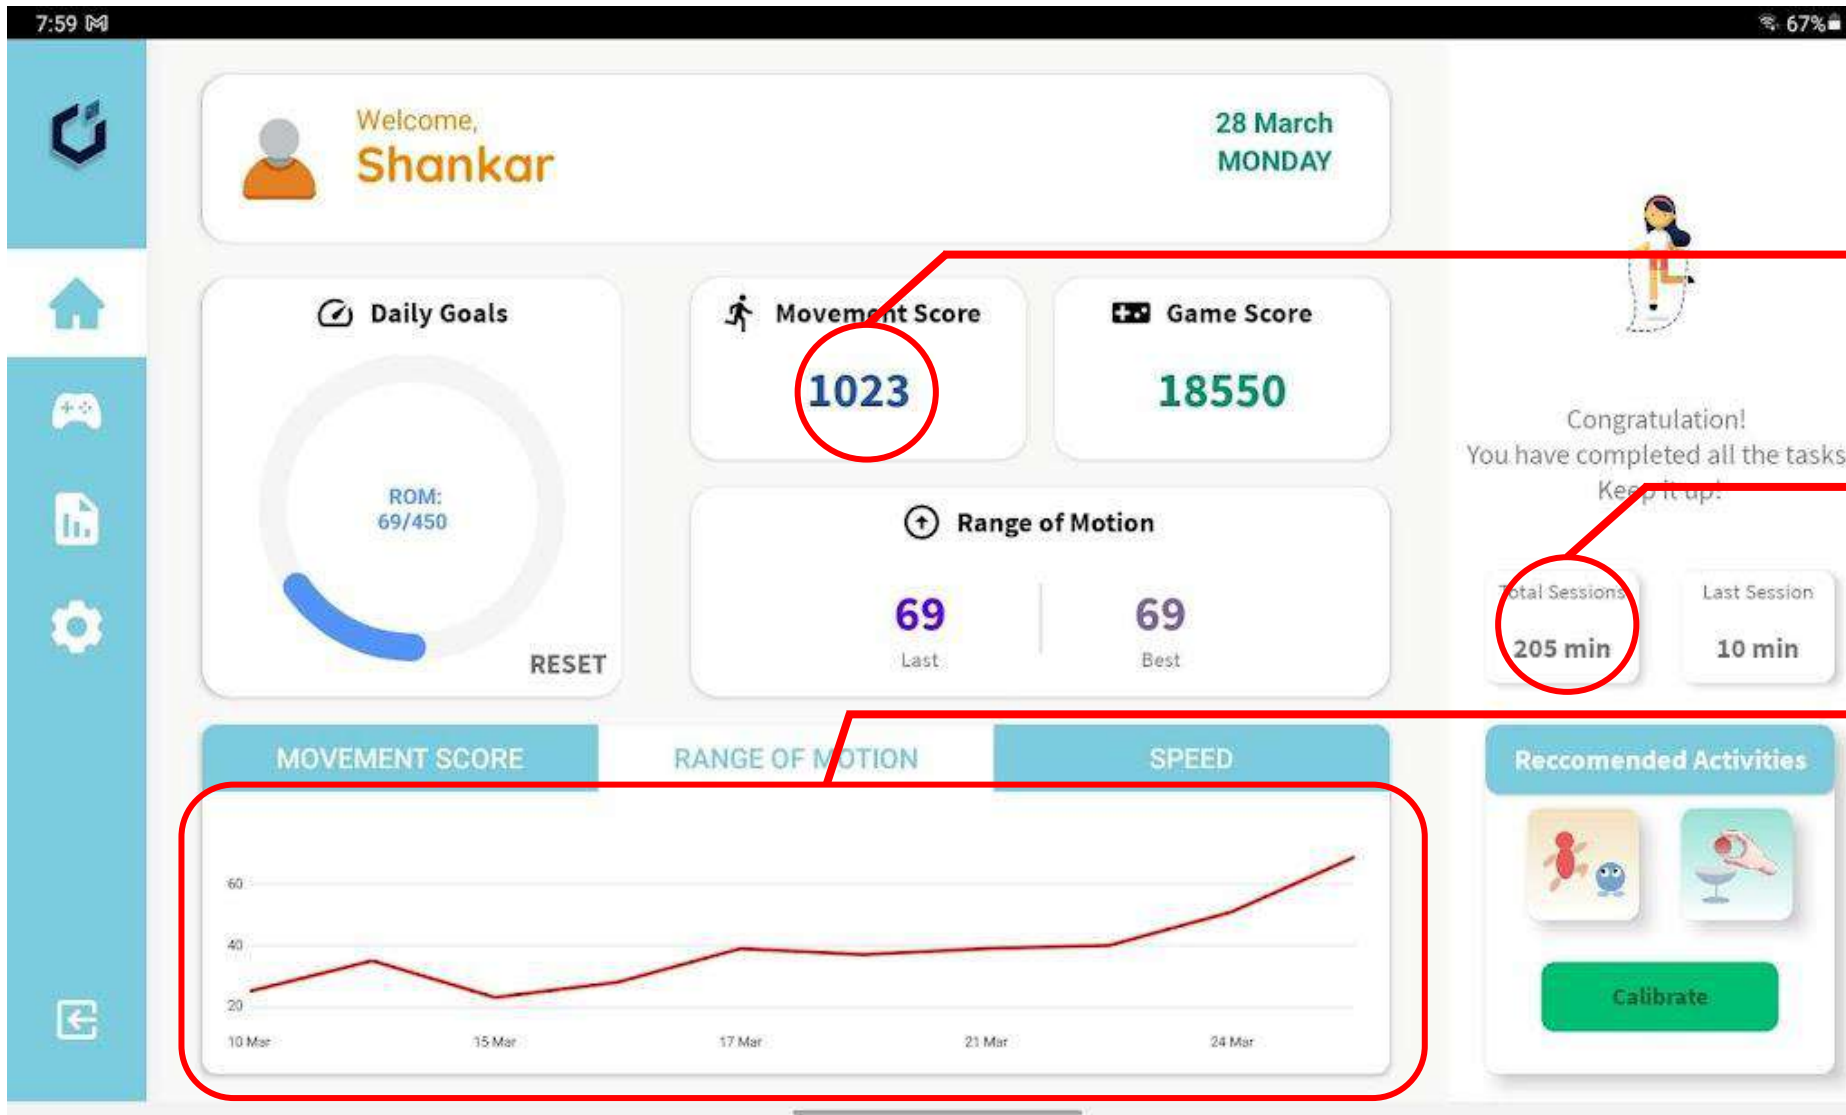 7:59
67%
Welcome,
Shankar
28 March
MONDAY
Daily Goals
ROM:
69/450
RESET
Movement Score
1023
Game Score
18550
Range of Motion
69
Last
69
Best
Congratulation!
You have completed all the tasks
Keep it up!
Total Sessions
205 min
Last Session
10 min
MOVEMENT SCORE
RANGE OF MOTION
SPEED
60
40
20
10 Mar
15 Mar
17 Mar
21 Mar
24 Mar
Reccomended Activities
Calibrate